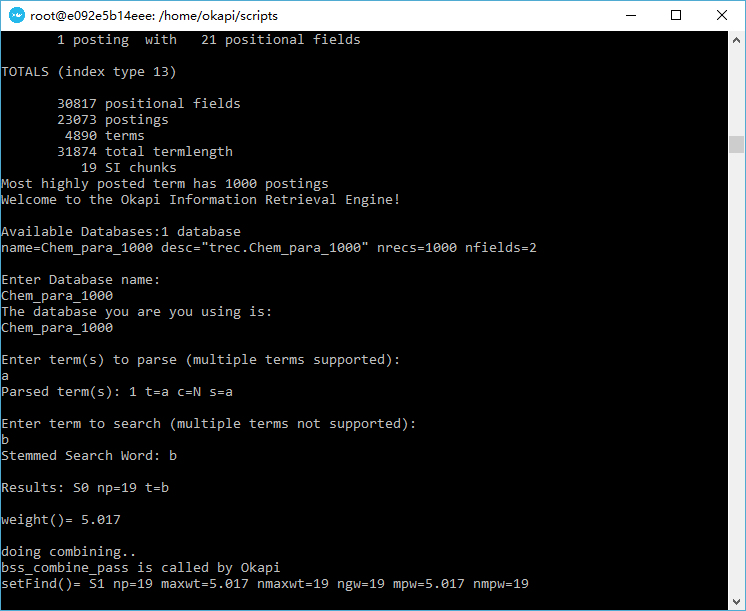 root@e092e5b14eee: /home/okapi/scripts
1 posting with 21 positional fields
TOTALS (index type 13)
30817 positional fields
23073 postings
4890 terms
31874 total termlength
19 SI chunks
Most highly posted term has 1000 postings
Welcome to the Okapi Information Retrieval Engine!
Available Databases:1 database
name=Chem_para_1000 desc="trec.Chem_para_1000" nrecs=1000 nfields=2
Enter Database name:
Chem_para_1000
The database you are you using is:
Chem_para_1000
Enter term(s) to parse (multiple terms supported):
a
Parsed term(s): 1 t=a c=N s=a
Enter term to search (multiple terms not supported):
b
Stemmed Search Word: b
Results: S0 np=19 t=b
weight()= 5.017
doing combining..
bss_combine_pass is called by Okapi
setFind()= S1 np=19 maxwt=5.017 nmaxwt=19 ngw=19 mpw=5.017 nmpw=19